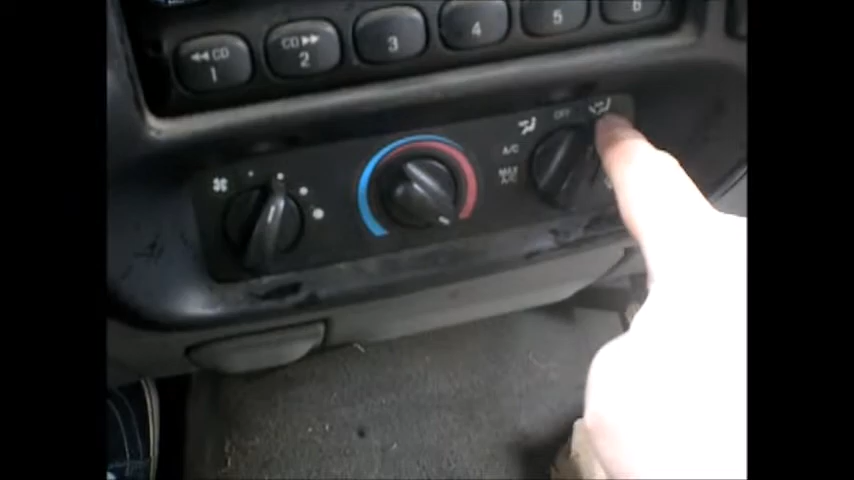 ◄◄ CD CD ►► 3 4 5 6
1 2
OFF
A/C
MAX
A/C